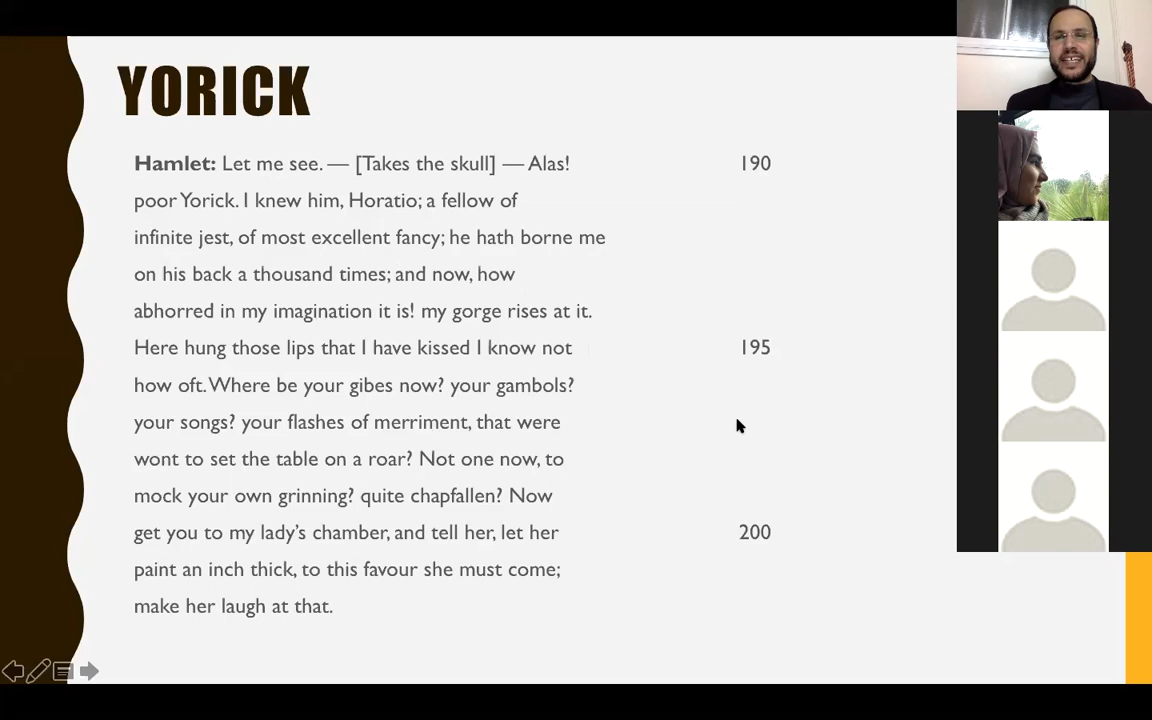 YORICK
Hamlet: Let me see. — [Takes the skull] — Alas! 190
poor Yorick. I knew him, Horatio; a fellow of
infinite jest, of most excellent fancy; he hath borne me
on his back a thousand times; and now, how
abhorred in my imagination it is! my gorge rises at it.
Here hung those lips that I have kissed I know not 195
how oft. Where be your gibes now? your gambols?
your songs? your flashes of merriment, that were
wont to set the table on a roar? Not one now, to
mock your own grinning? quite chapfallen? Now
get you to my lady’s chamber, and tell her, let her 200
paint an inch thick, to this favour she must come;
make her laugh at that.